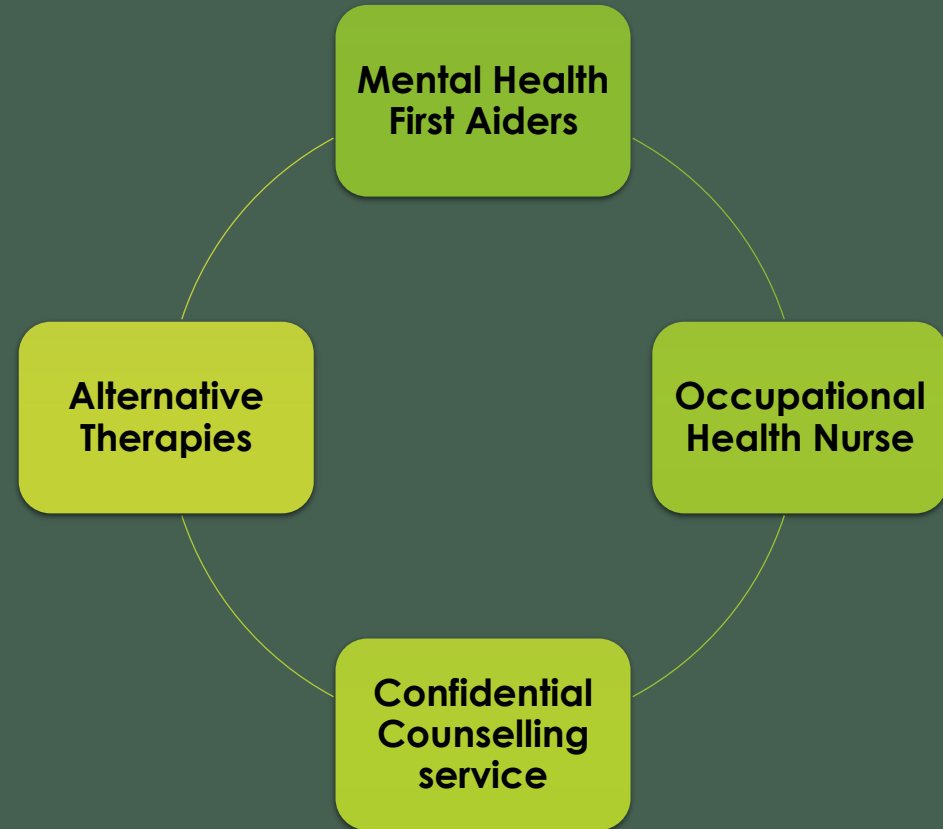 Mental Health
First Aiders
Alternative
Therapies
Occupational
Health Nurse
Confidential
Counselling
service